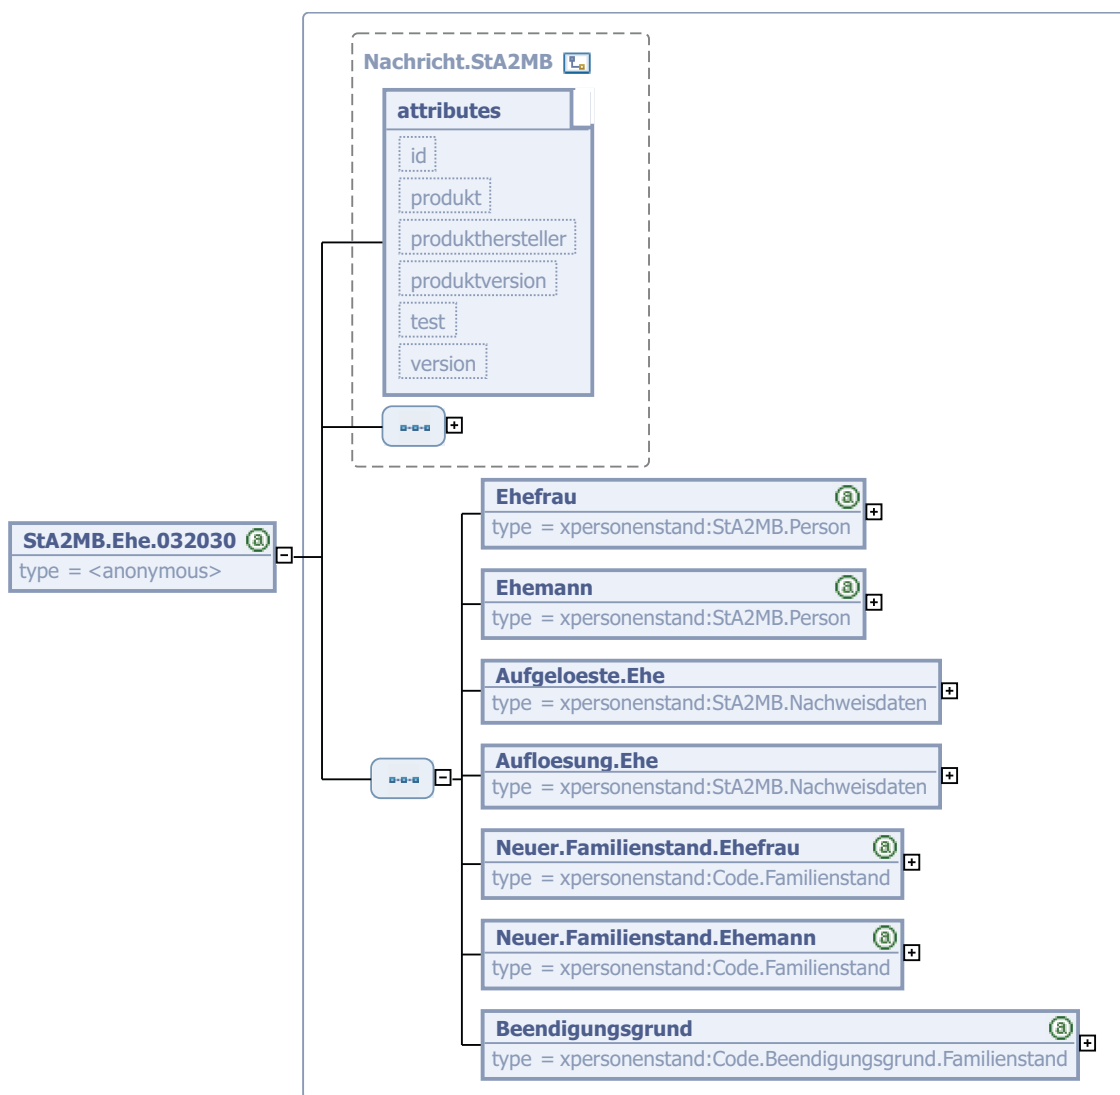 Nachricht.StA2MB
attributes
id
produkt
produkthersteller
produktversion
test
version
StA2MB.Ehe.032030 @
type = <anonymous>
Ehefrau @
type = xpersonenstand:StA2MB.Person
Ehemann @
type = xpersonenstand:StA2MB.Person
Aufgeloeste.Ehe
type = xpersonenstand:StA2MB.Nachweisdaten
Aufloesung.Ehe
type = xpersonenstand:StA2MB.Nachweisdaten
Neuer.Familienstand.Ehefrau @
type = xpersonenstand:Code.Familienstand
Neuer.Familienstand.Ehemann @
type = xpersonenstand:Code.Familienstand
Beendigungsgrund @
type = xpersonenstand:Code.Beendigungsgrund.Familienstand